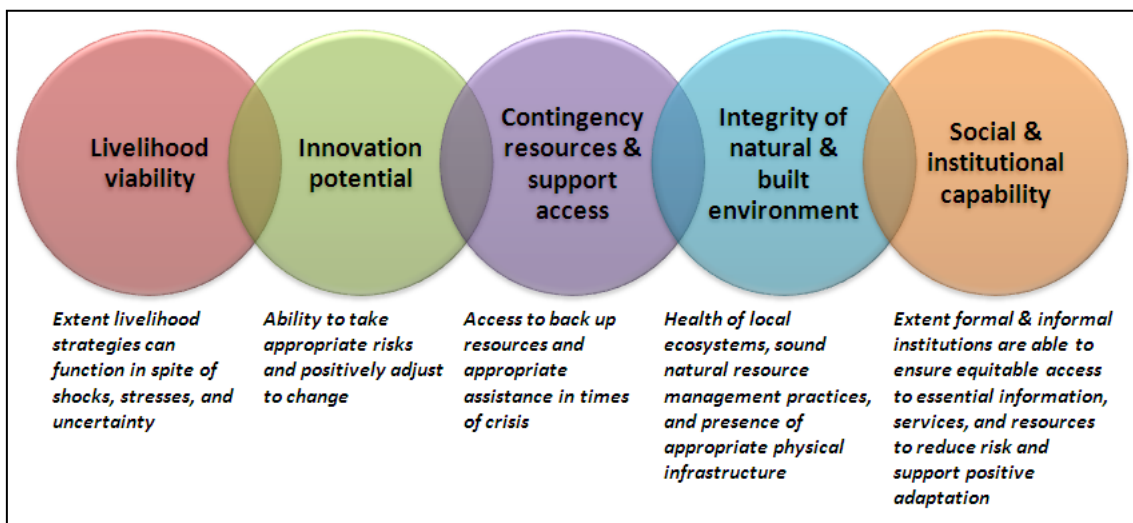 Livelihood
viability
Innovation
potential
Contingency
resources &
support
access
Integrity of
natural &
built
environment
Social &
institutional
capability
Extent livelihood
strategies can
function in spite of
shocks, stresses, and
uncertainty
Ability to take
appropriate risks
and positively adjust
to change
Access to back up
resources and
appropriate
assistance in times
of crisis
Health of local
ecosystems, sound
natural resource
management practices,
and presence of
appropriate physical
infrastructure
Extent formal & informal
institutions are able to
ensure equitable access
to essential information,
services, and resources
to reduce risk and
support positive
adaptation